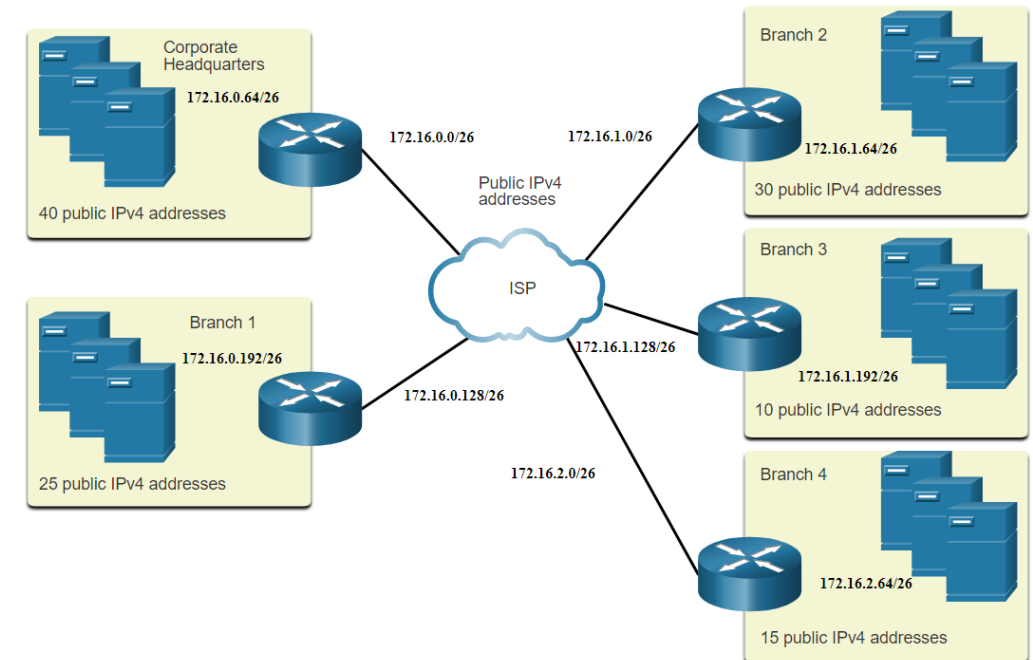 Corporate
Headquarters
172.16.0.64/26
40 public IPv4 addresses
172.16.0.0/26
Branch 1
172.16.0.192/26
25 public IPv4 addresses
172.16.0.128/26
Public IPv4
addresses
ISP
172.16.1.0/26
Branch 2
172.16.1.64/26
30 public IPv4 addresses
172.16.1.128/26
Branch 3
172.16.1.192/26
10 public IPv4 addresses
172.16.2.0/26
Branch 4
172.16.2.64/26
15 public IPv4 addresses